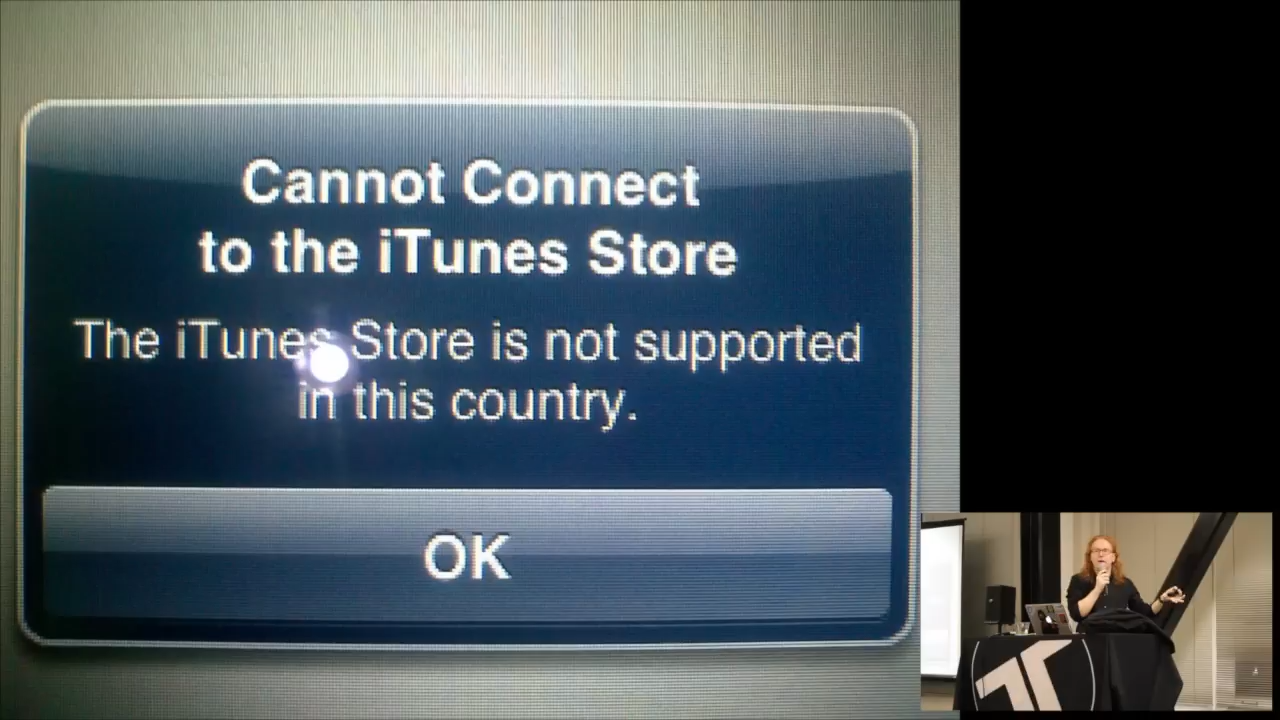 Cannot Connect
to the iTunes Store
The iTunes Store is not supported
in this country.
OK